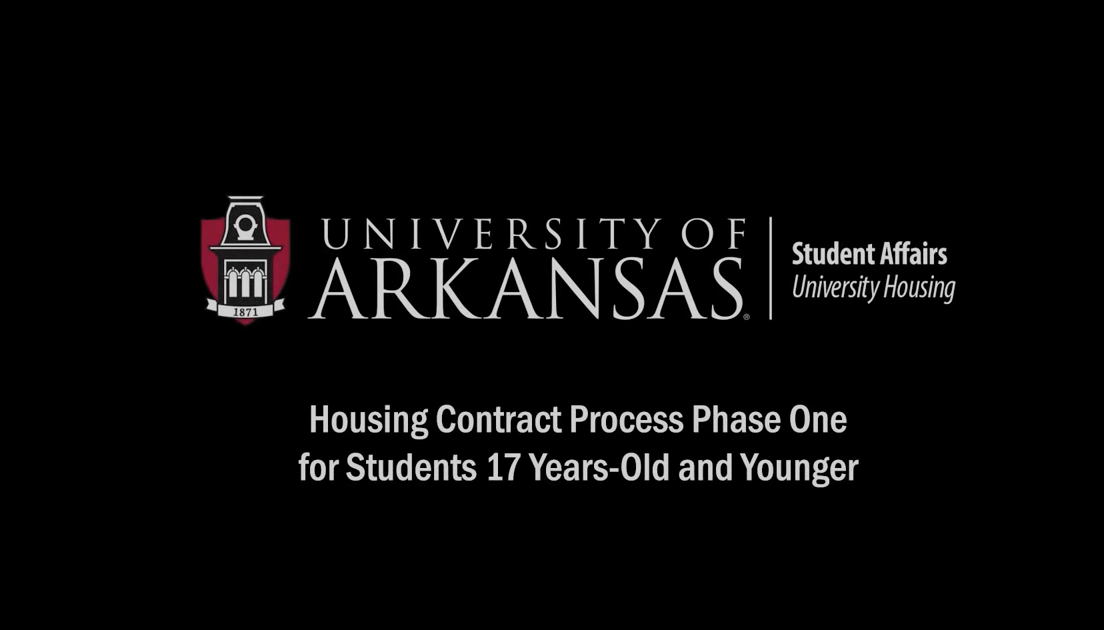 UNIVERSITY OF
ARKANSAS®
Student Affairs
University Housing
1871
Housing Contract Process Phase One
for Students 17 Years-Old and Younger